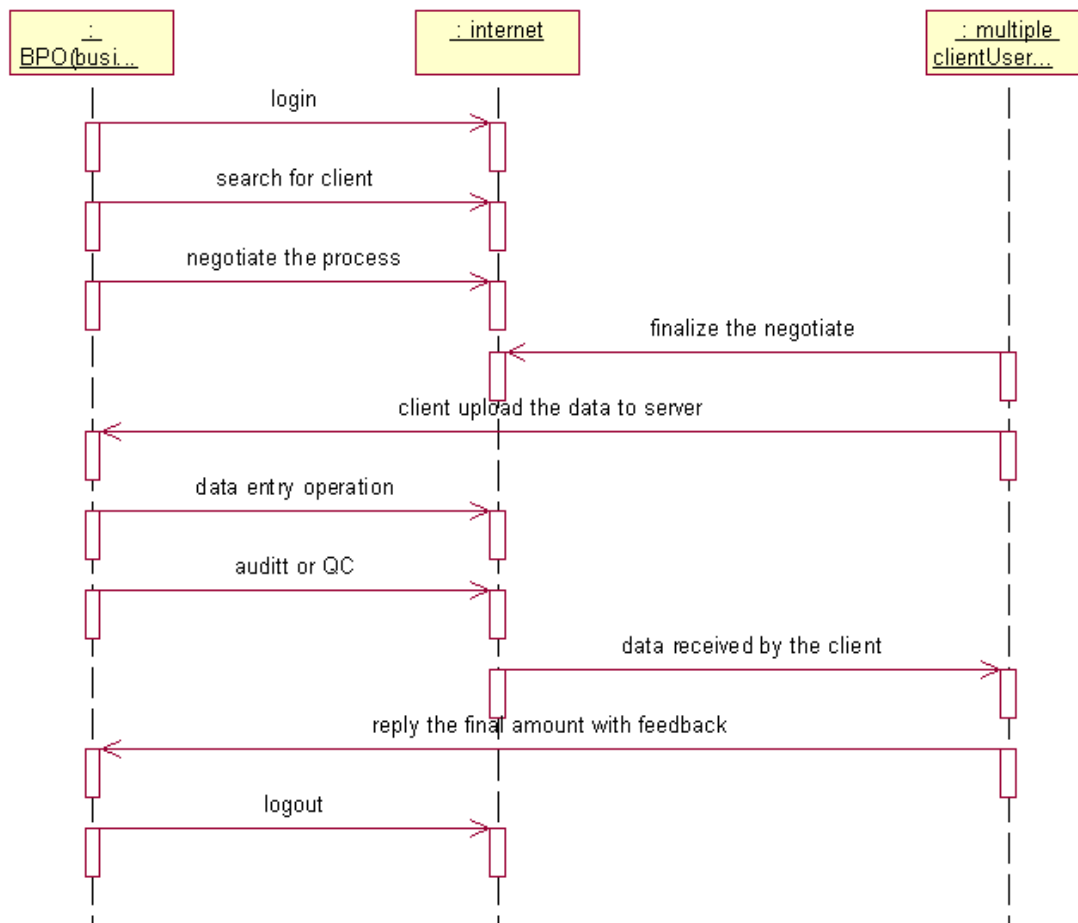 :
BPO(busi...
: internet
: multiple
clientUser...
login
search for client
negotiate the process
finalize the negotiate
client upload the data to server
data entry operation
auditt or QC
data received by the client
reply the final amount with feedback
logout